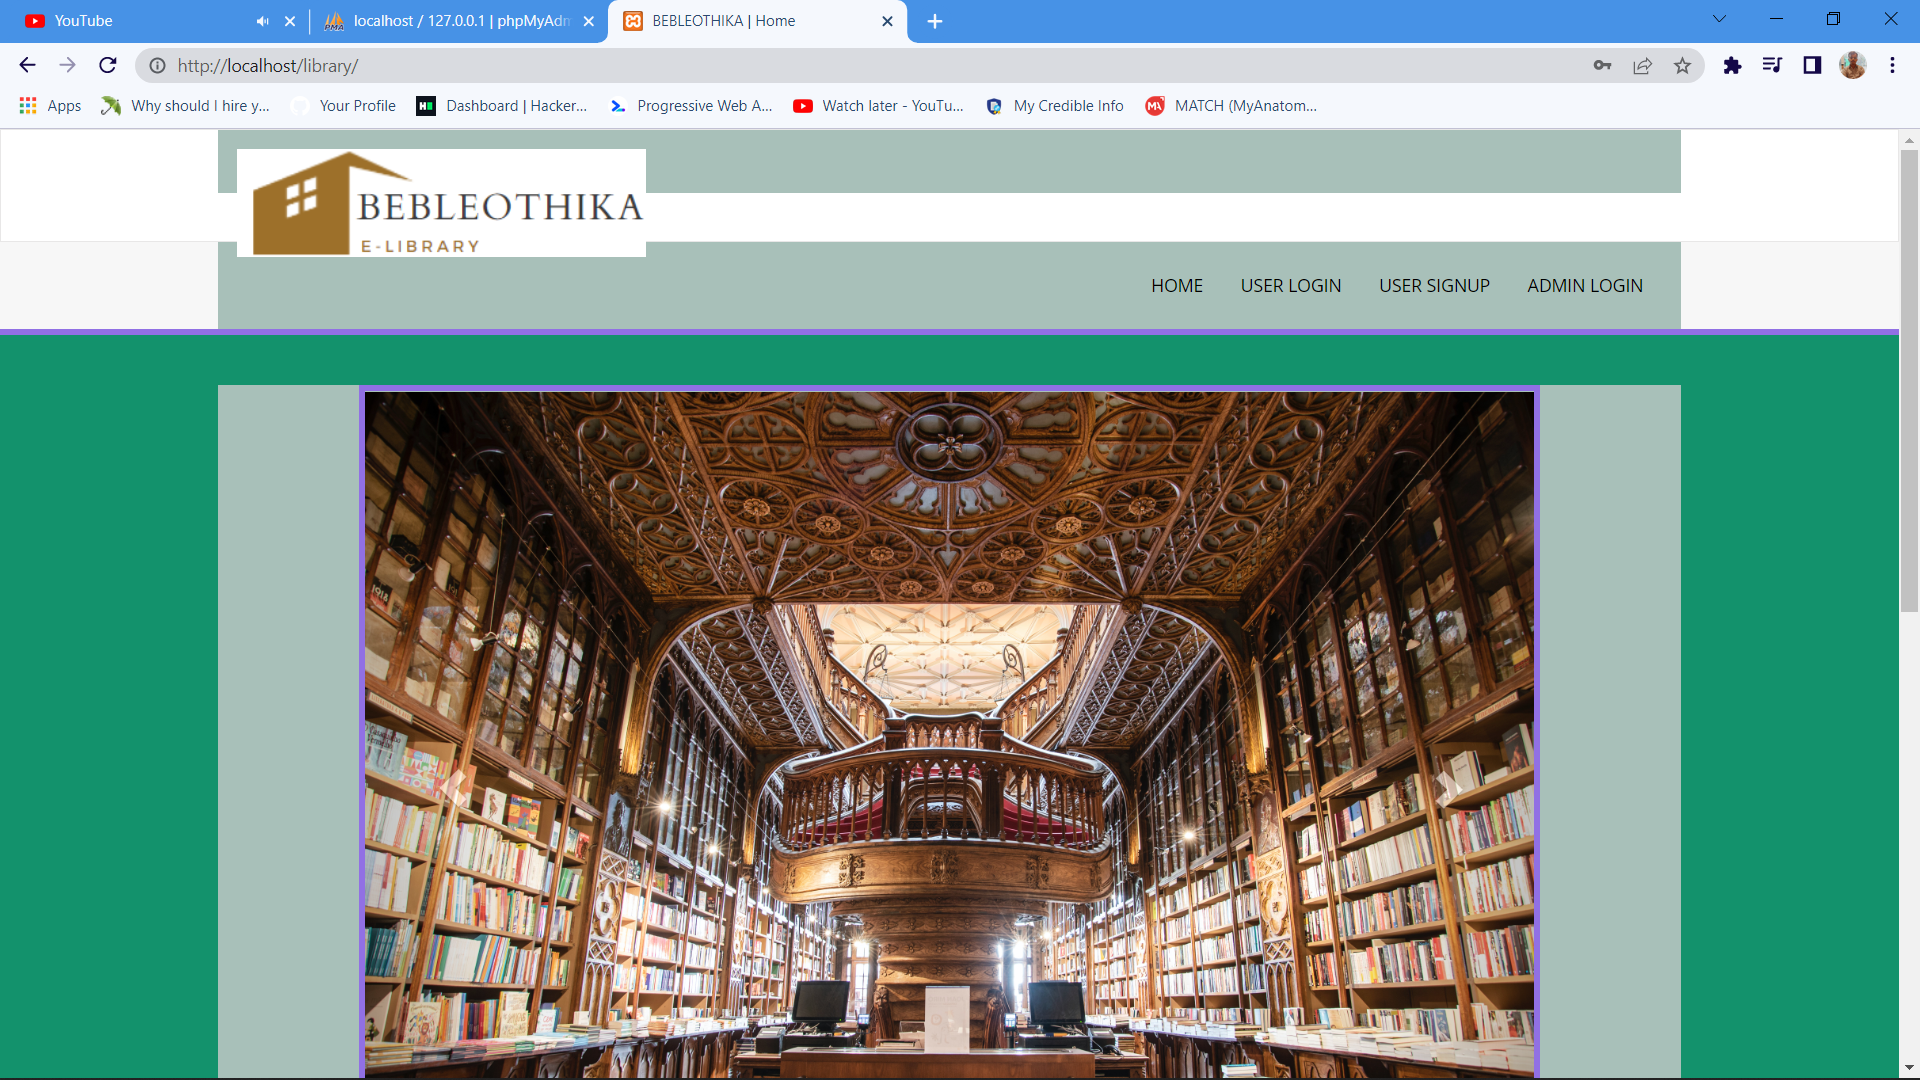 YouTube
localhost / 127.0.0.1 | phpMyAdm
BEBLEOTHIKA | Home
http://localhost/library/
Apps
Why should I hire y...
Your Profile
Dashboard | Hacker...
Progressive Web A...
Watch later - YouTu...
My Credible Info
MATCH (MyAnatom...
BEBLEOTHIKA
E-LIBRARY
HOME
USER LOGIN
USER SIGNUP
ADMIN LOGIN
1918